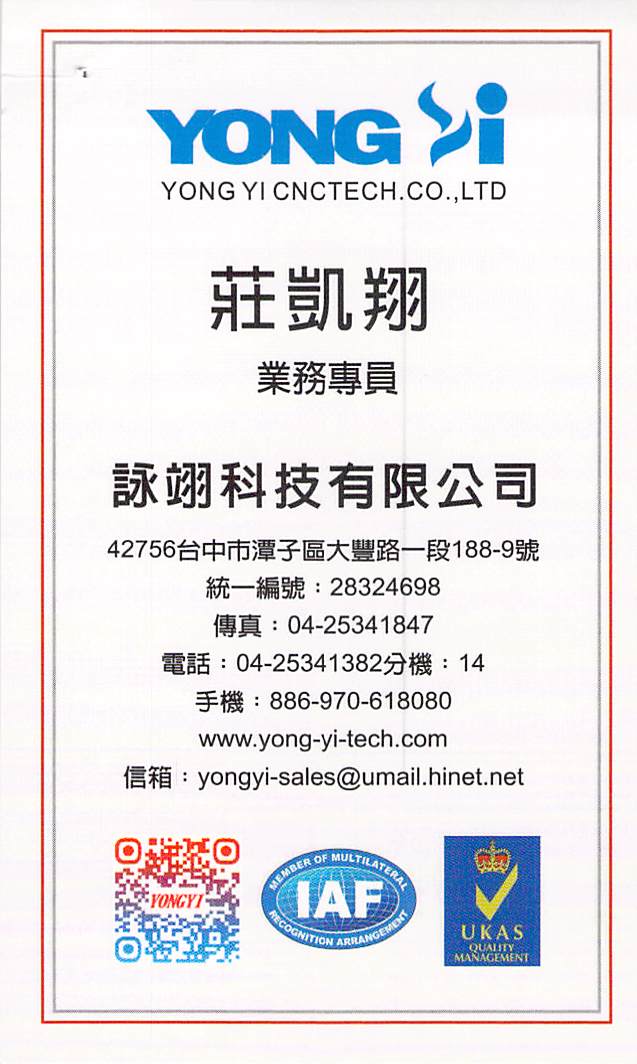 YONG Yi
YONG YI CNCTECH.CO.,LTD
莊凱翔
業務專員
詠翊科技有限公司
42756台中市潭子區大豐路一段188-9號
統一編號：28324698
傳真：04-25341847
電話：04-25341382分機：14
手機：886-970-618080
www.yong-yi-tech.com
信箱：yongyi-sales@umail.hinet.net
YONGYI
MEMBER OF MULTILATERAL
IAF
RECOGNITION ARRANGEMENT
UKAS
QUALITY
MANAGEMENT